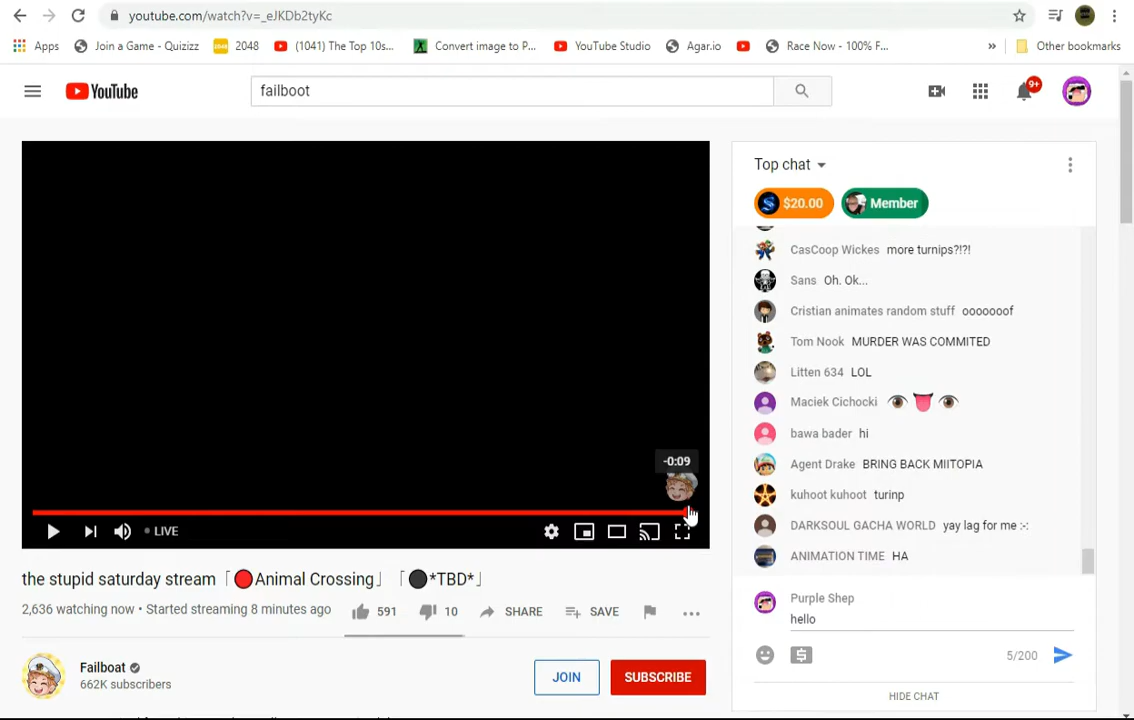 youtube.com/watch?v=_eJKDb2tyKc
Apps Join a Game - Quizizz 2048 2048 (1041) The Top 10s... Convert image to P... YouTube Studio Agar.io Race Now - 100% F... » Other bookmarks
YouTube failboot 9+
Top chat
$20.00 Member
CasCoop Wickes more turnips?!?!
Sans Oh. Ok...
Cristian animates random stuff ooooooof
Tom Nook MURDER WAS COMMITED
Litten 634 LOL
Maciek Cichocki 👁👅👁
bawa bader hi
Agent Drake BRING BACK MIITOPIA
kuhoot kuhoot turinp
DARKSOUL GACHA WORLD yay lag for me :-:
ANIMATION TIME HA
Purple Shep
hello
5/200
HIDE CHAT
-0:09
LIVE
the stupid saturday stream「🔴Animal Crossing」「⚫*TBD*」
2,636 watching now • Started streaming 8 minutes ago 591 10 SHARE SAVE
Failboat
662K subscribers
JOIN SUBSCRIBE